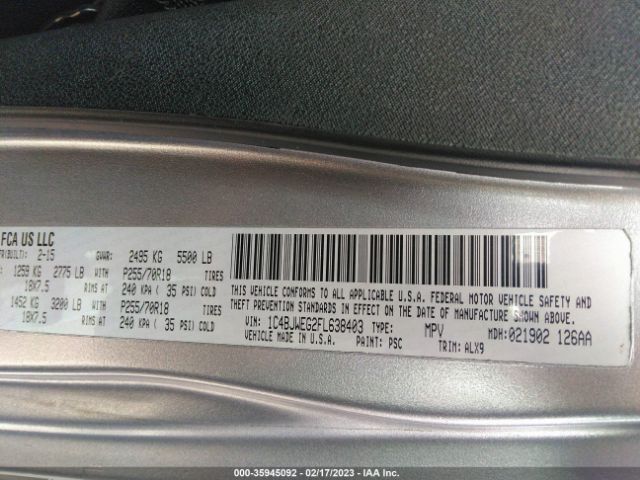 FCA US LLC
(BUILT): 2-15 GVWR: 2495 KG 5500 LB
1259 KG 2775 LB WITH P255/70R18 TIRES
18X7.5 RIMS AT 240 KPA ( 35 PSI) COLD
1452 KG 3200 LB WITH P255/70R18 TIRES
18X7.5 RIMS AT 240 KPA ( 35 PSI) COLD
THIS VEHICLE CONFORMS TO ALL APPLICABLE U.S.A. FEDERAL MOTOR VEHICLE SAFETY AND
THEFT PREVENTION STANDARDS IN EFFECT ON THE DATE OF MANUFACTURE SHOWN ABOVE.
VIN: 1C4BJWEG2FL638403 TYPE: MPV MDH: 021902 126AA
VEHICLE MADE IN U.S.A. PAINT: PSC TRIM: ALX9
000-35945092 - 02/17/2023 - IAA Inc.